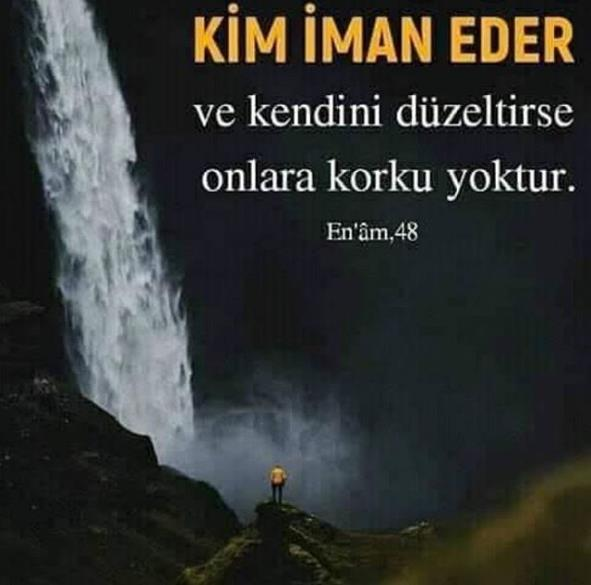 KİM İMAN EDER
ve kendini düzeltirse
onlara korku yoktur.
En'âm,48